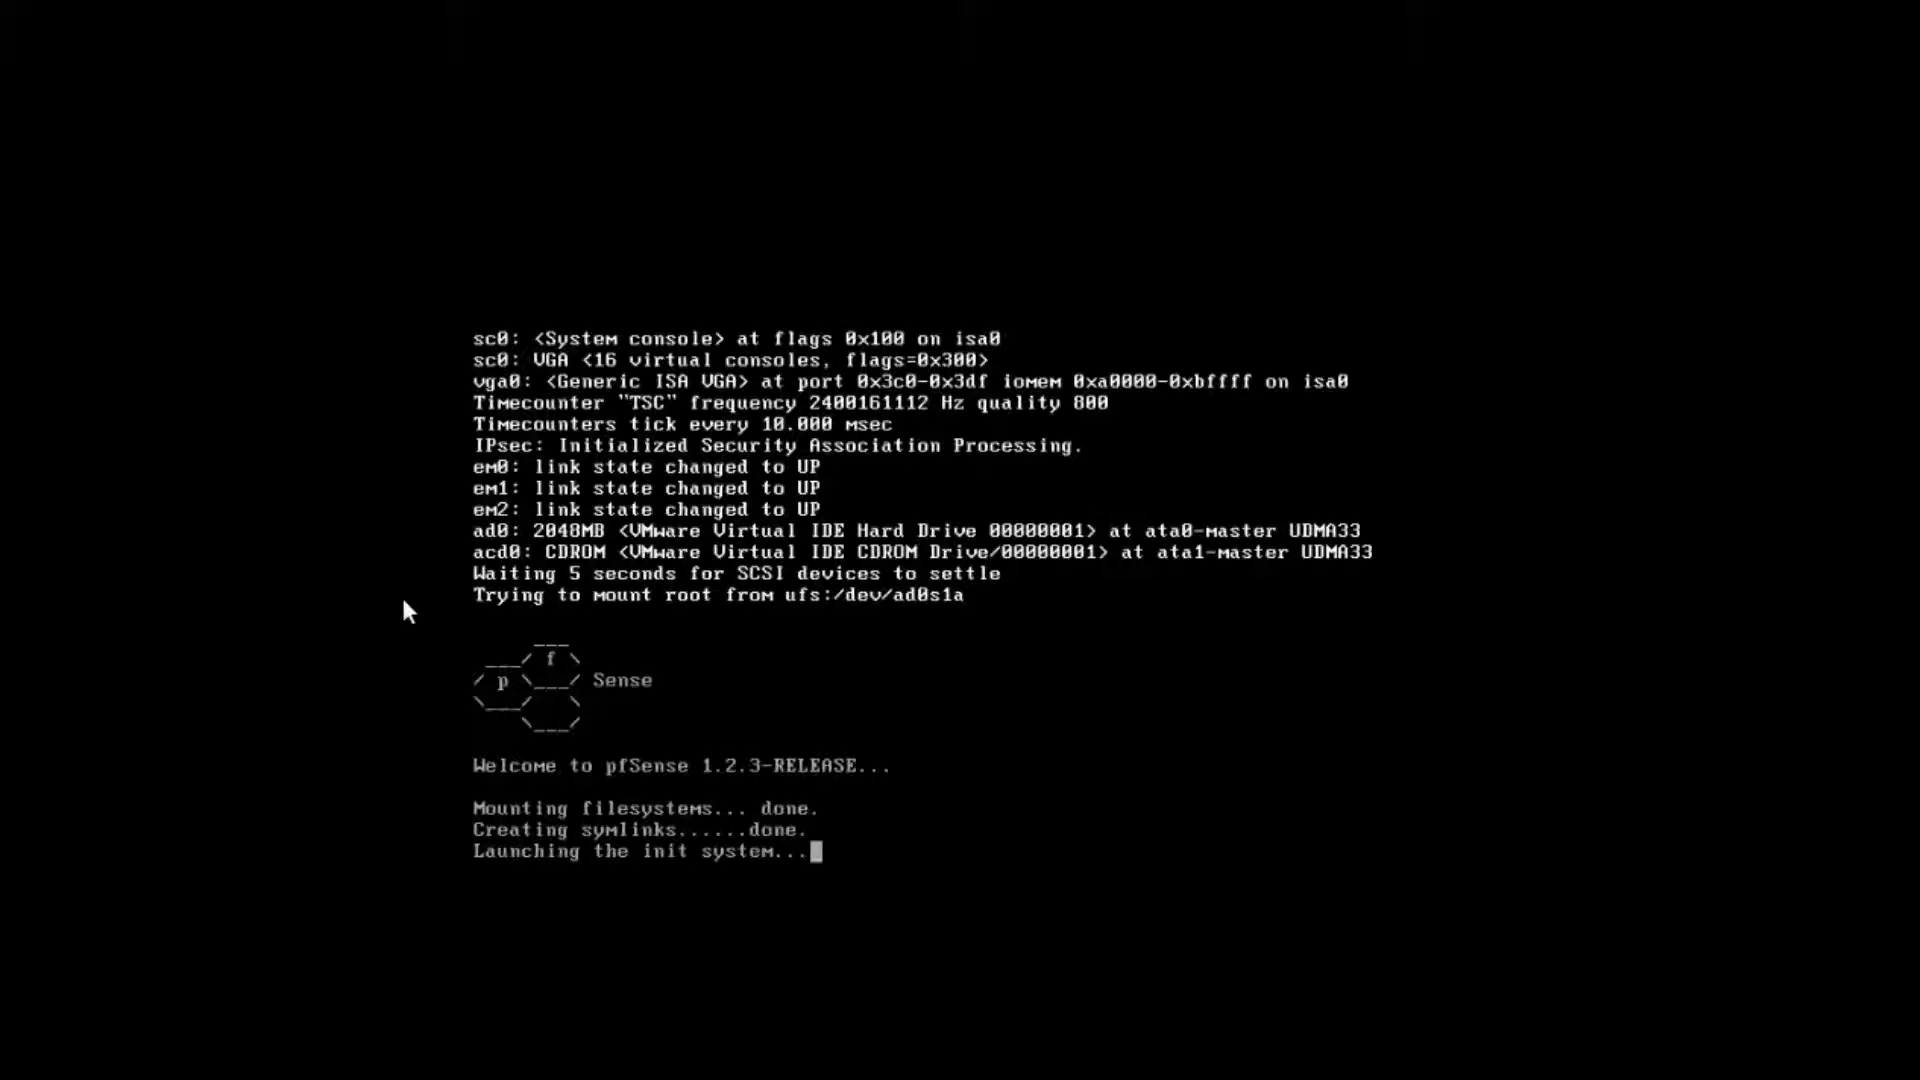 sc0: <System console> at flags 0x100 on isa0
sc0: VGA <16 virtual consoles, flags=0x300>
vga0: <Generic ISA VGA> at port 0x3c0-0x3df iomem 0xa0000-0xbffff on isa0
Timecounter "TSC" frequency 2400161112 Hz quality 800
Timecounters tick every 10.000 msec
IPsec: Initialized Security Association Processing.
em0: link state changed to UP
em1: link state changed to UP
em2: link state changed to UP
ad0: 2048MB <VMware Virtual IDE Hard Drive 00000001> at ata0-master UDMA33
acd0: CDROM <VMware Virtual IDE CDROM Drive/00000001> at ata1-master UDMA33
Waiting 5 seconds for SCSI devices to settle
Trying to mount root from ufs:/dev/ad0s1a
f
p Sense
Welcome to pfSense 1.2.3-RELEASE...
Mounting filesystems... done.
Creating symlinks......done.
Launching the init system...